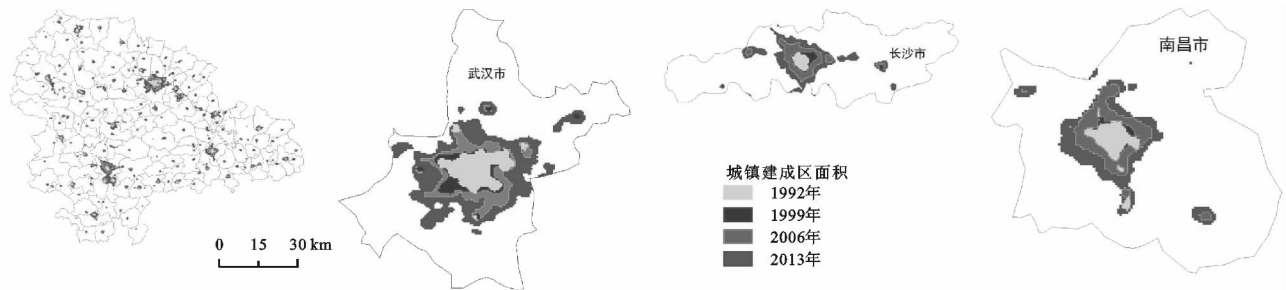 武汉市
长沙市
南昌市
城镇建成区面积
1992年
1999年
2006年
2013年
0 15 30 km